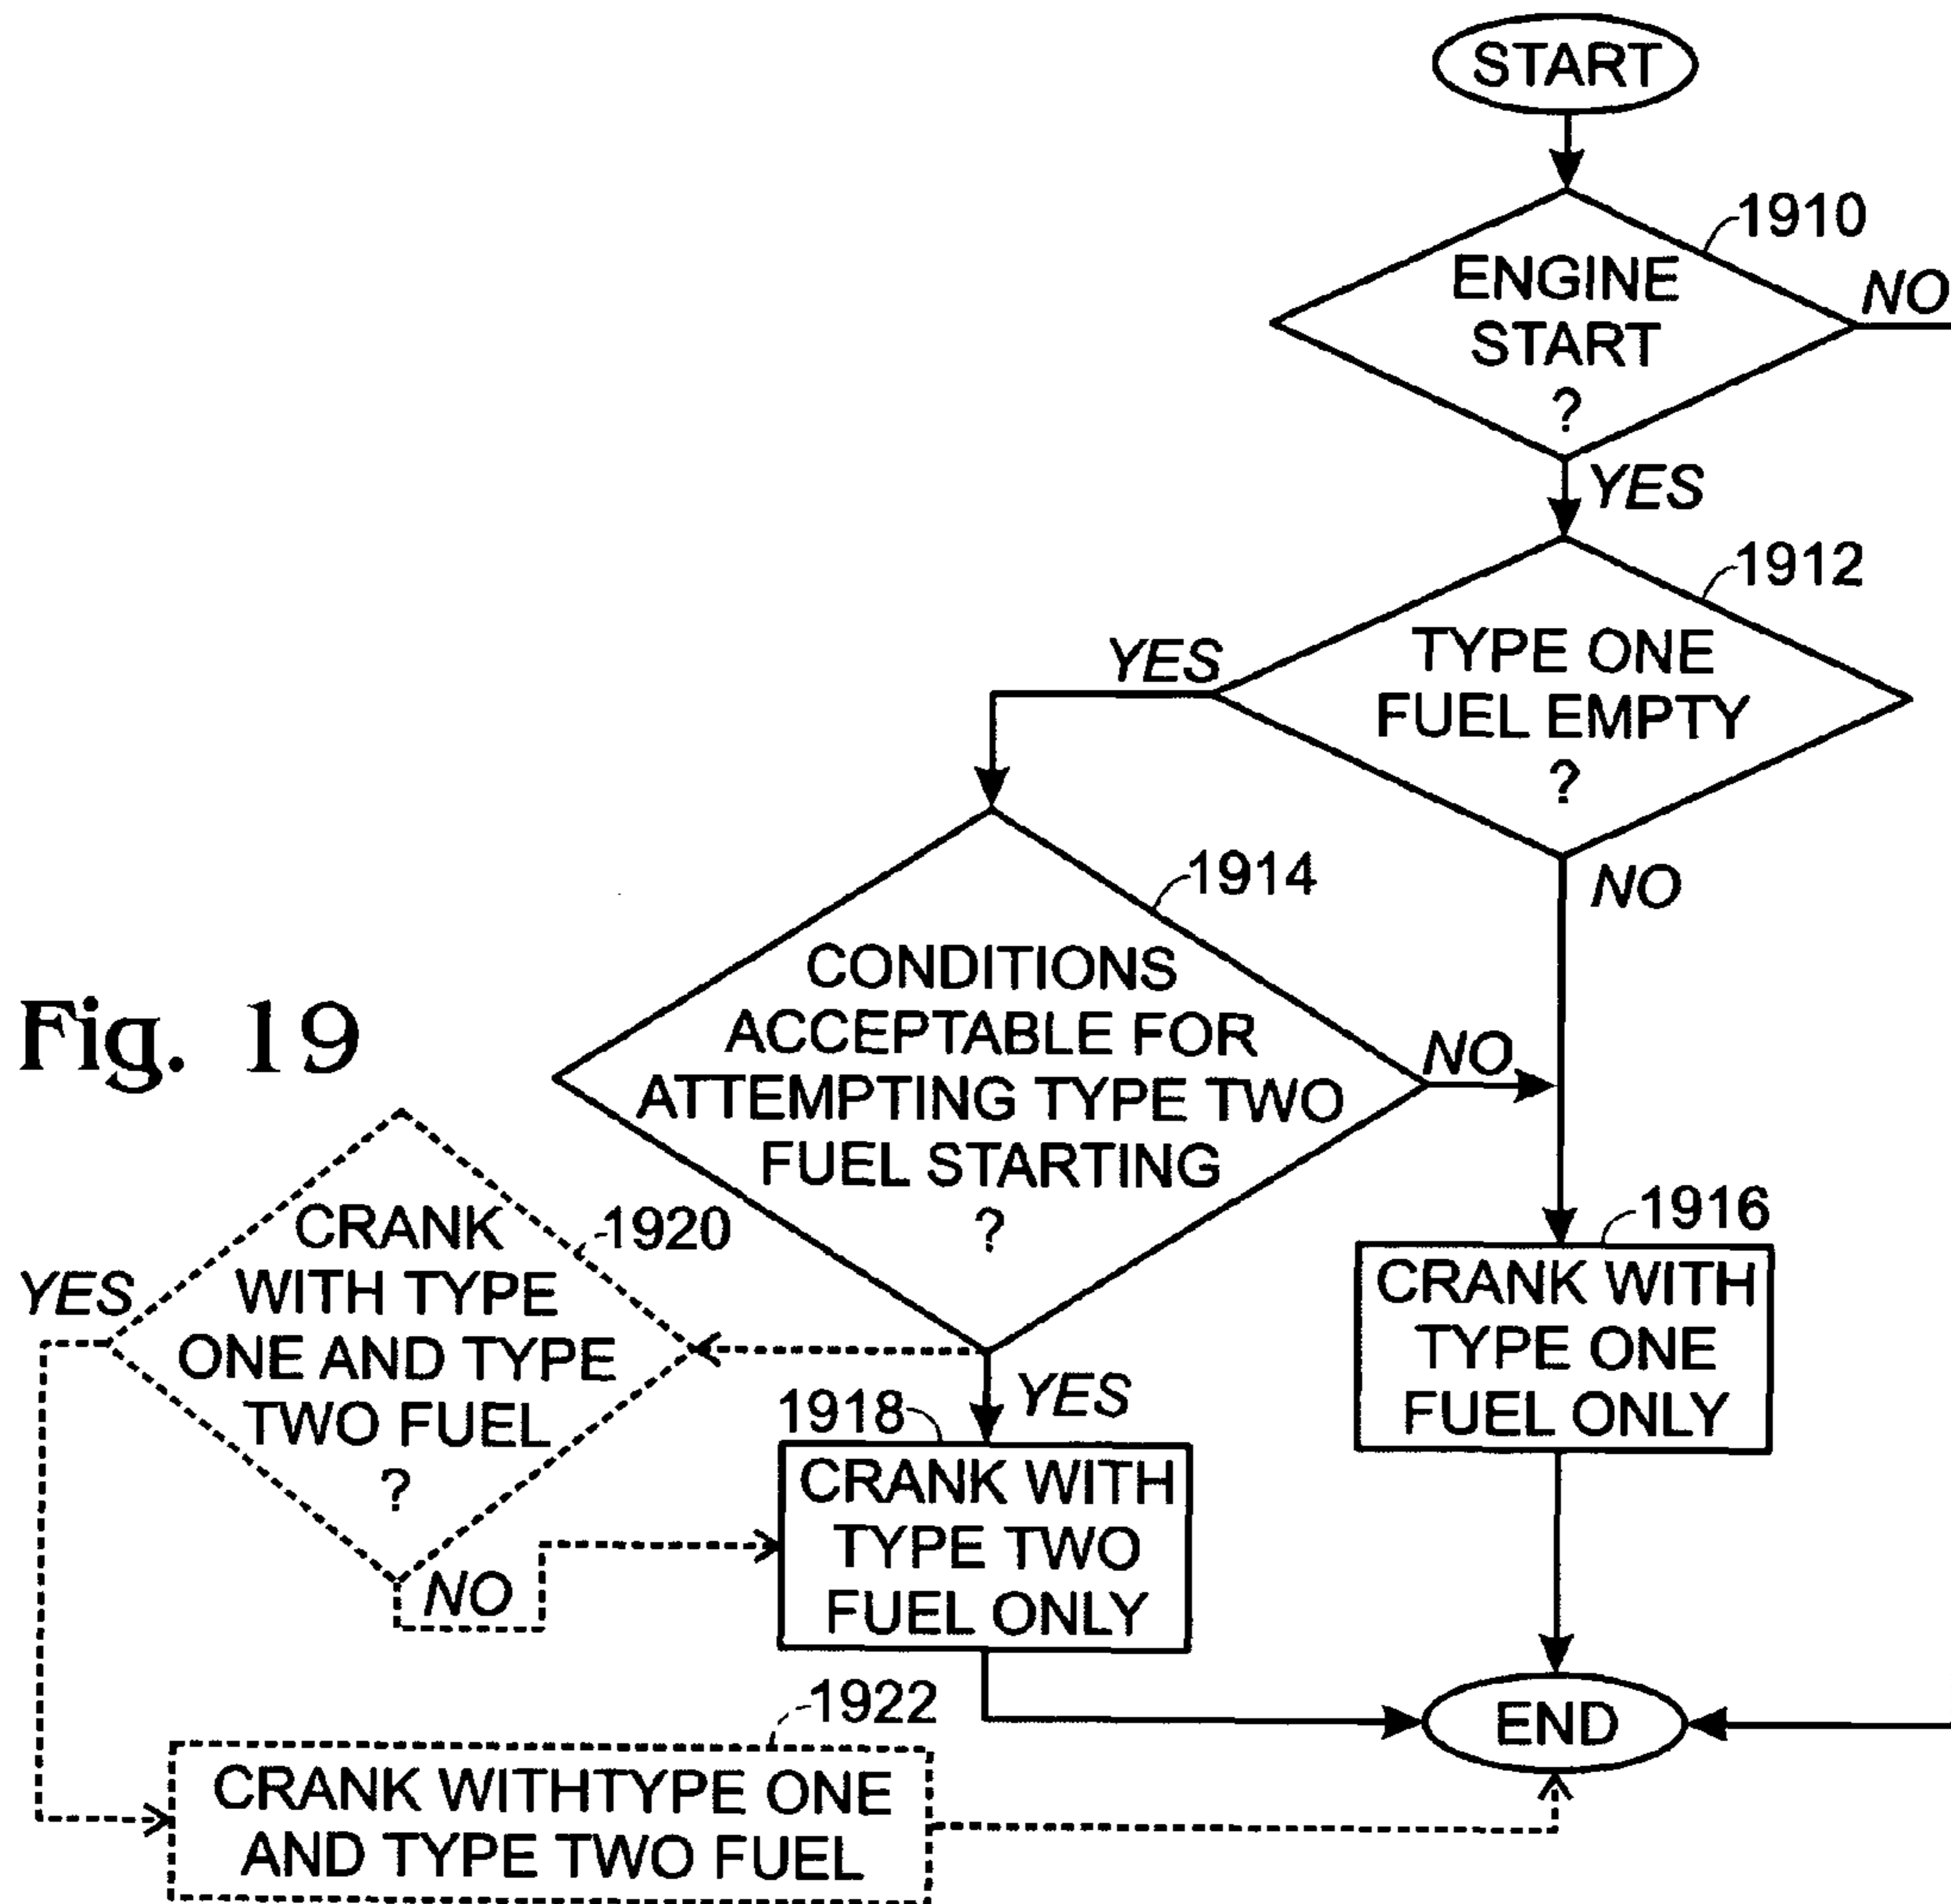 START
1910
ENGINE
START
?
NO
YES
1912
TYPE ONE
FUEL EMPTY
?
YES
NO
1914
CONDITIONS
ACCEPTABLE FOR
ATTEMPTING TYPE TWO
FUEL STARTING
?
NO
YES
Fig. 19
1920
CRANK
WITH TYPE
ONE AND TYPE
TWO FUEL
?
YES
NO
1916
CRANK WITH
TYPE ONE
FUEL ONLY
1918
CRANK WITH
TYPE TWO
FUEL ONLY
1922
CRANK WITHTYPE ONE
AND TYPE TWO FUEL
END